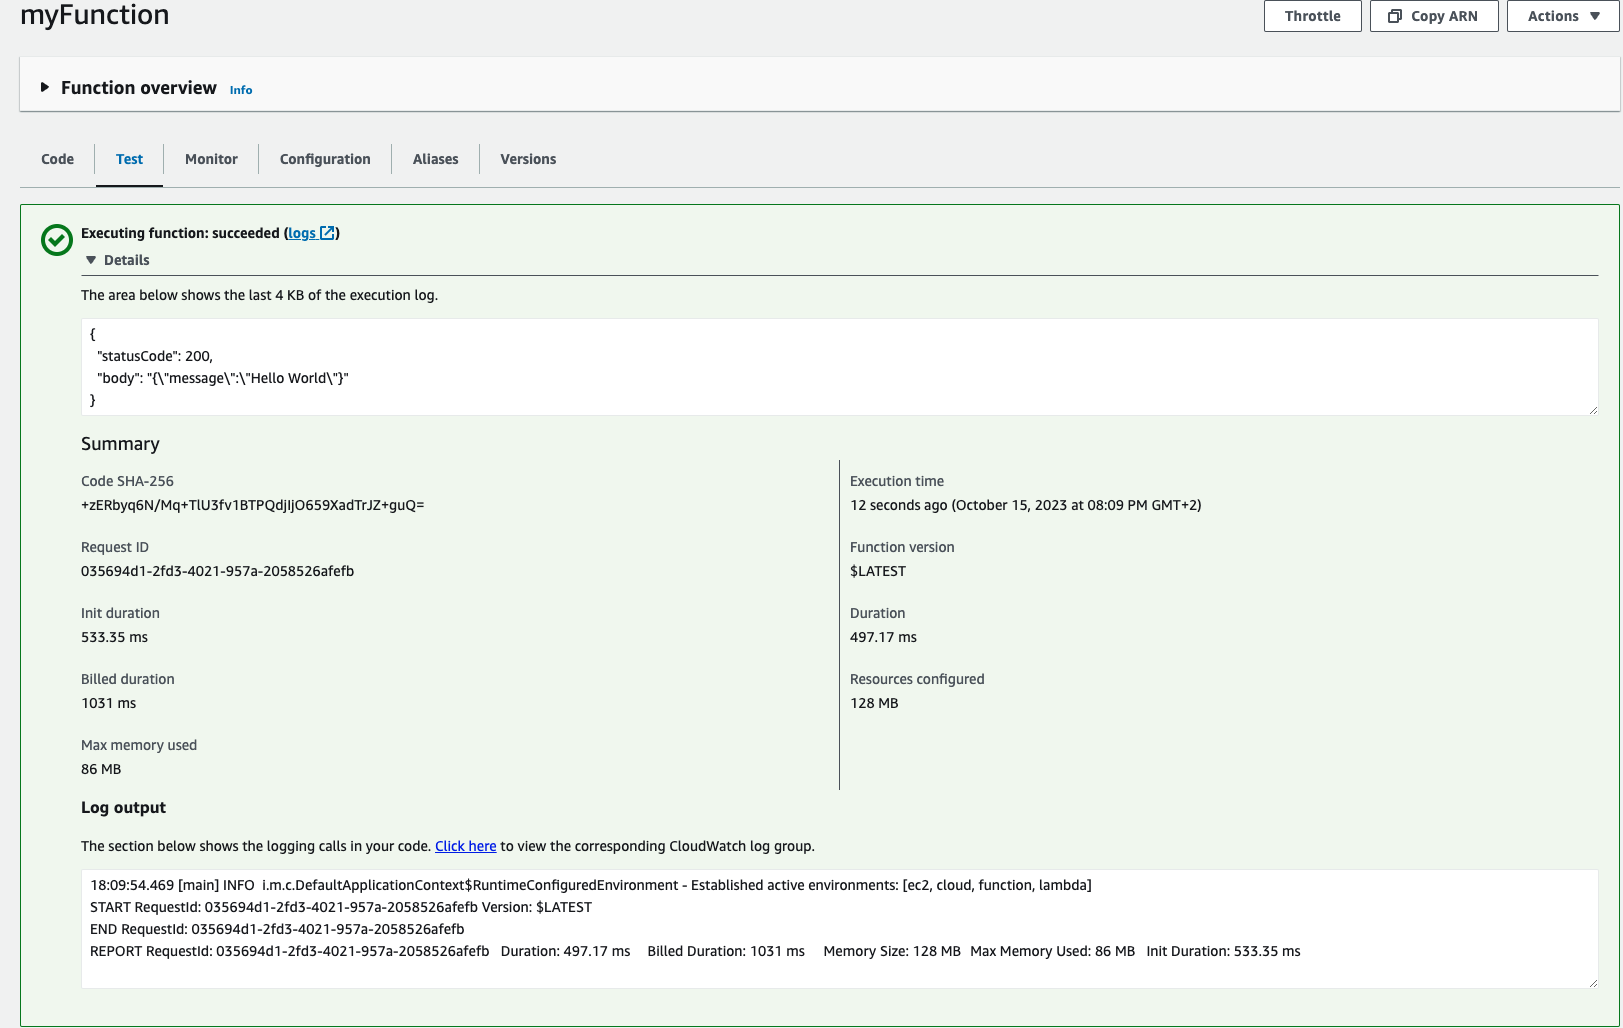 myFunction
Throttle
Copy ARN
Actions
Function overview Info
Code Test Monitor Configuration Aliases Versions
Executing function: succeeded (logs)
Details
The area below shows the last 4 KB of the execution log.
{
"statusCode": 200,
"body": "{\"message\":\"Hello World\"}"
}
Summary
Code SHA-256
+zERbyq6N/Mq+TlU3fv1BTPQdjIjO659XadTrJZ+guQ=
Execution time
12 seconds ago (October 15, 2023 at 08:09 PM GMT+2)
Request ID
035694d1-2fd3-4021-957a-2058526afefb
Function version
$LATEST
Init duration
533.35 ms
Duration
497.17 ms
Billed duration
1031 ms
Resources configured
128 MB
Max memory used
86 MB
Log output
The section below shows the logging calls in your code. Click here to view the corresponding CloudWatch log group.
18:09:54.469 [main] INFO i.m.c.DefaultApplicationContext$RuntimeConfiguredEnvironment - Established active environments: [ec2, cloud, function, lambda]
START RequestId: 035694d1-2fd3-4021-957a-2058526afefb Version: $LATEST
END RequestId: 035694d1-2fd3-4021-957a-2058526afefb
REPORT RequestId: 035694d1-2fd3-4021-957a-2058526afefb Duration: 497.17 ms Billed Duration: 1031 ms Memory Size: 128 MB Max Memory Used: 86 MB Init Duration: 533.35 ms